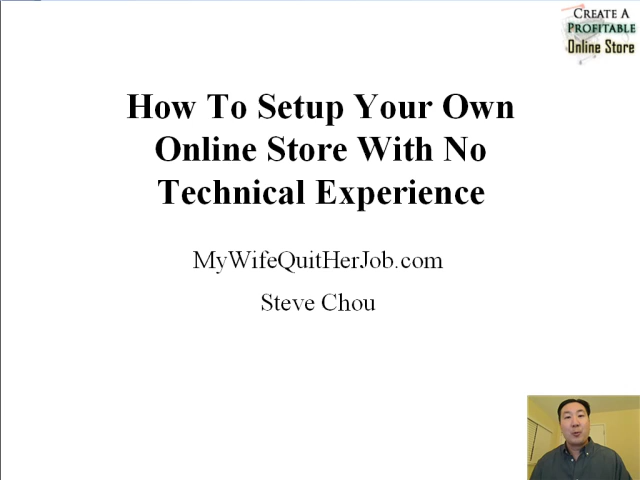 CREATE A
PROFITABLE
Online Store
How To Setup Your Own
Online Store With No
Technical Experience
MyWifeQuitHerJob.com
Steve Chou